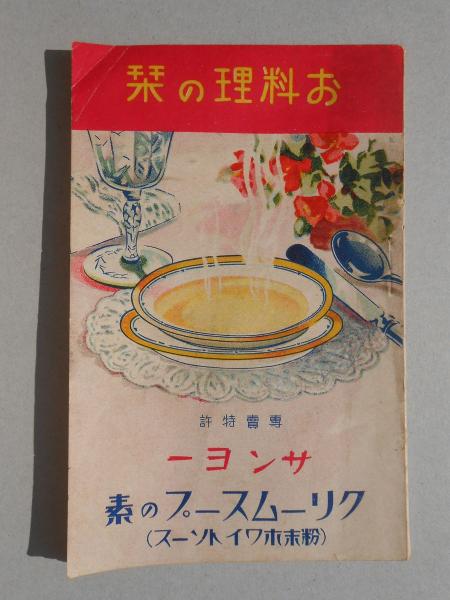 お料理の栞
專賣特許
サンヨー
クリームスープの素
(粉末ホワイトソース)